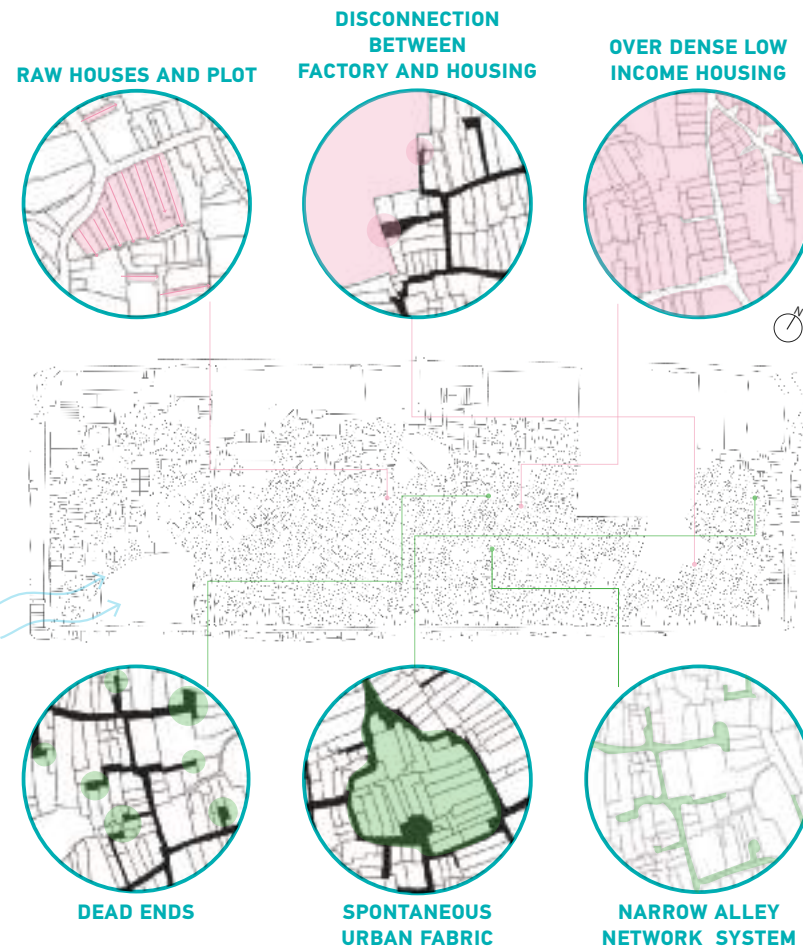 DISCONNECTION
BETWEEN
FACTORY AND HOUSING
RAW HOUSES AND PLOT
OVER DENSE LOW
INCOME HOUSING
N
DEAD ENDS
SPONTANEOUS
URBAN FABRIC
NARROW ALLEY
NETWORK SYSTEM